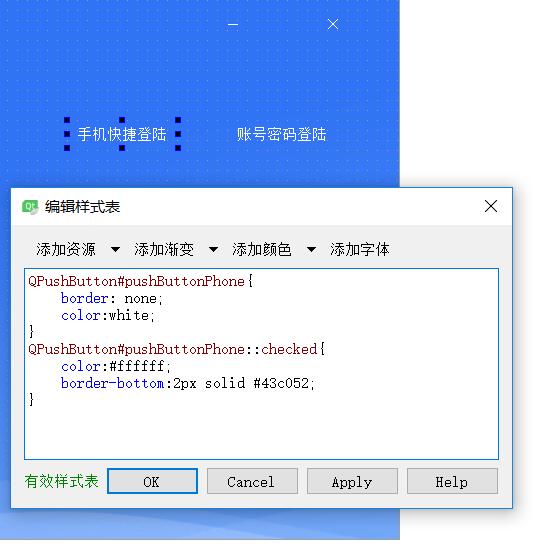 手机快捷登陆 账号密码登陆
Qt 编辑样式表
添加资源 添加渐变 添加颜色 添加字体
QPushButton#pushButtonPhone{
    border: none;
    color:white;
}
QPushButton#pushButtonPhone::checked{
    color:#ffffff;
    border-bottom:2px solid #43c052;
}
有效样式表 OK Cancel Apply Help